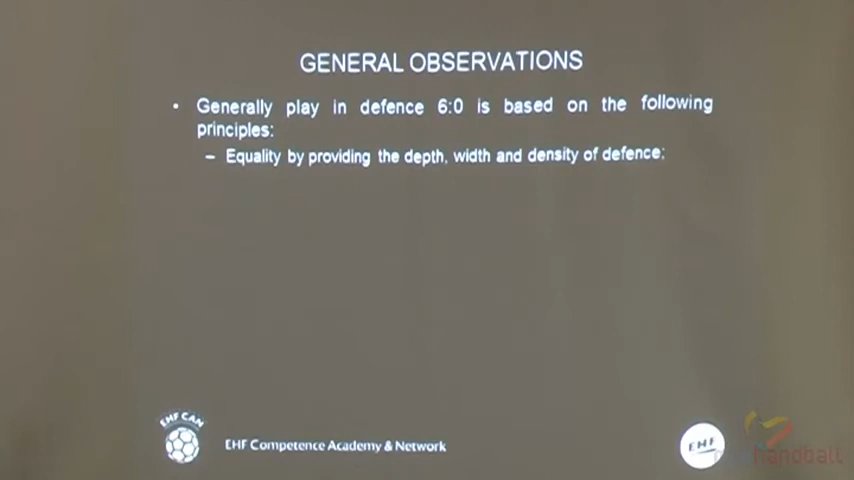 GENERAL OBSERVATIONS
• Generally play in defence 6:0 is based on the following
principles:
– Equality by providing the depth, width and density of defence;
EHF CAN
EHF Competence Academy & Network
EHF
handball